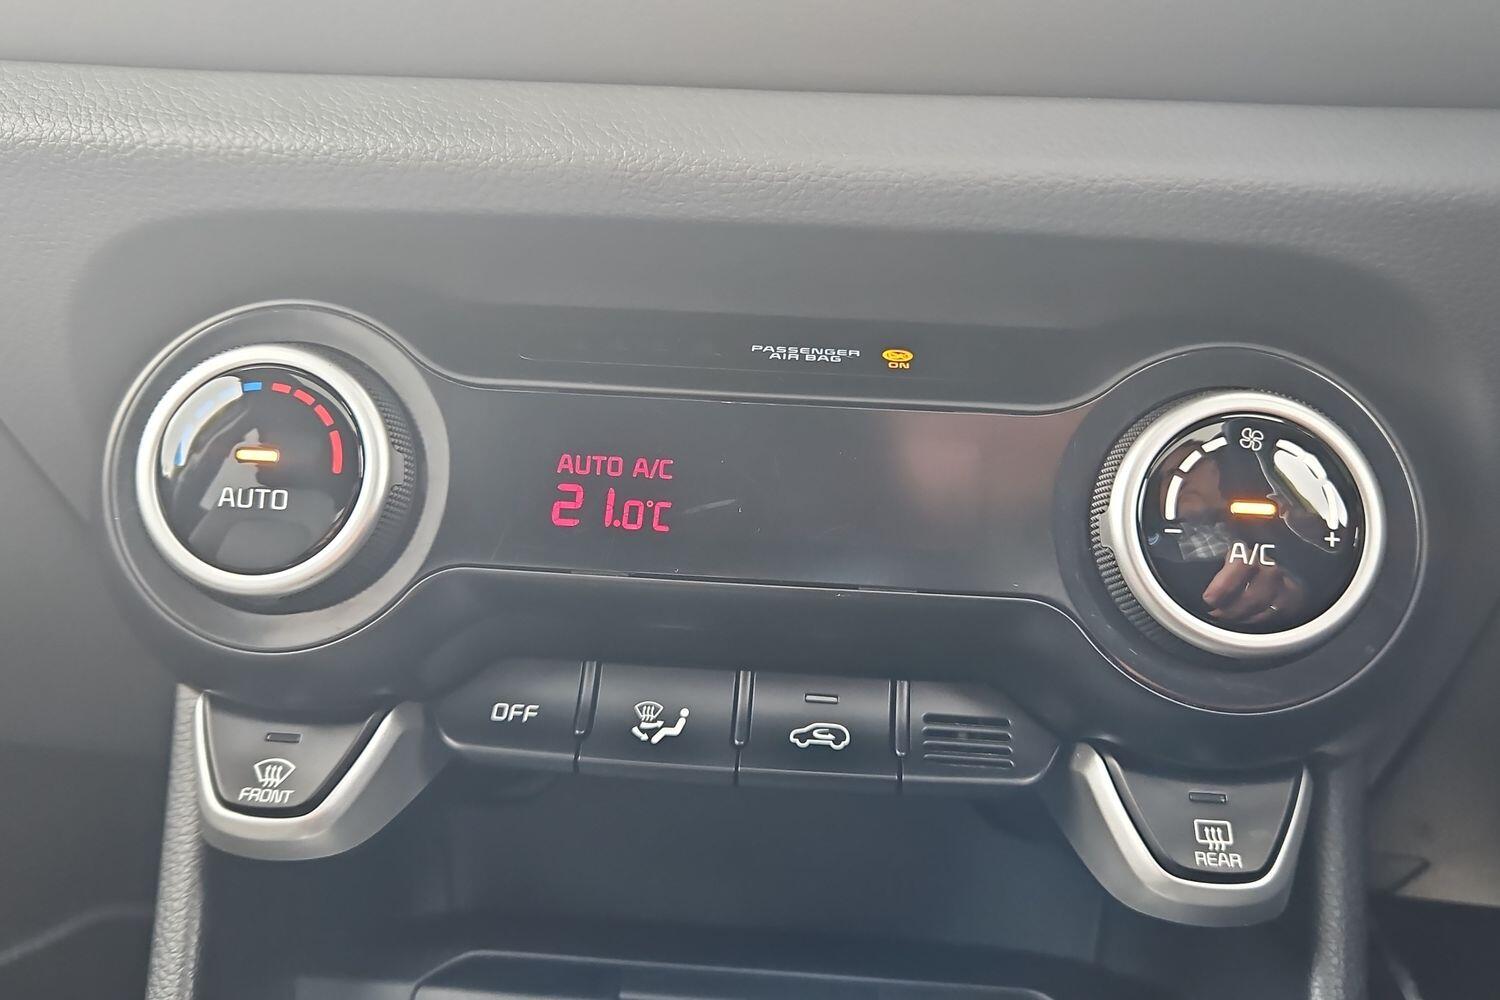 PASSENGER
AIR BAG
ON
AUTO A/C
21.0°C
AUTO
A/C
- +
OFF
FRONT
REAR